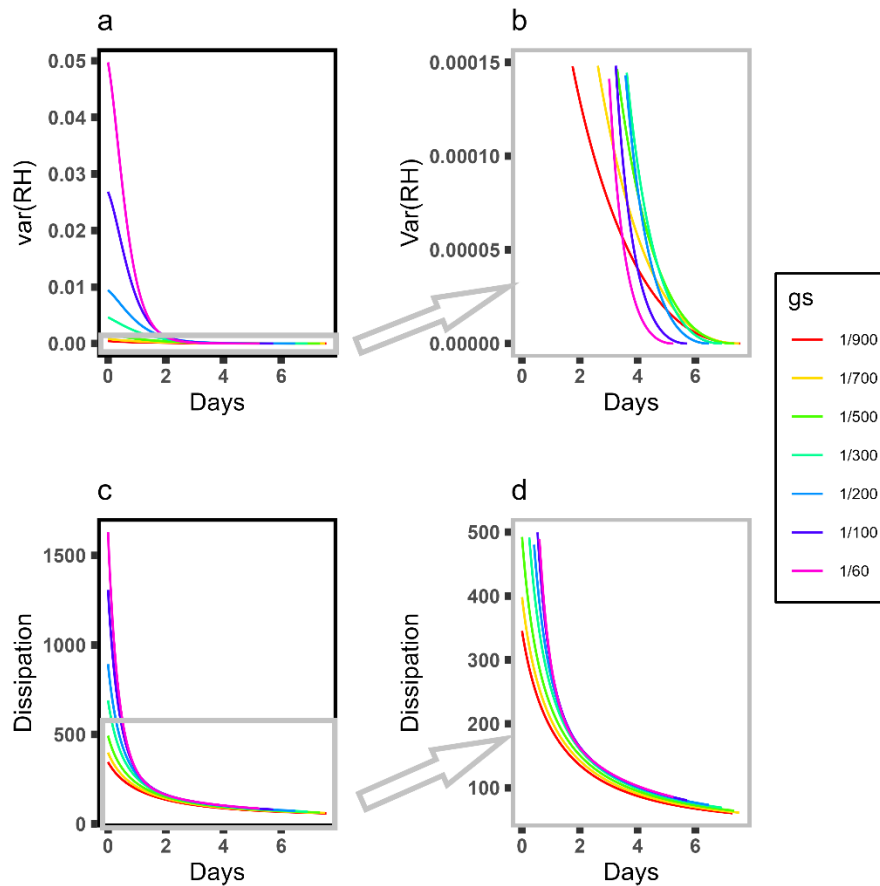 a
0.05
0.04
0.03
0.02
0.01
0.00
var(RH)
0 2 4 6
Days
b
0.00015
0.00010
0.00005
0.00000
Var(RH)
0 2 4 6
Days
c
1500
1000
500
0
Dissipation
0 2 4 6
Days
d
500
400
300
200
100
Dissipation
0 2 4 6
Days
gs
1/900
1/700
1/500
1/300
1/200
1/100
1/60